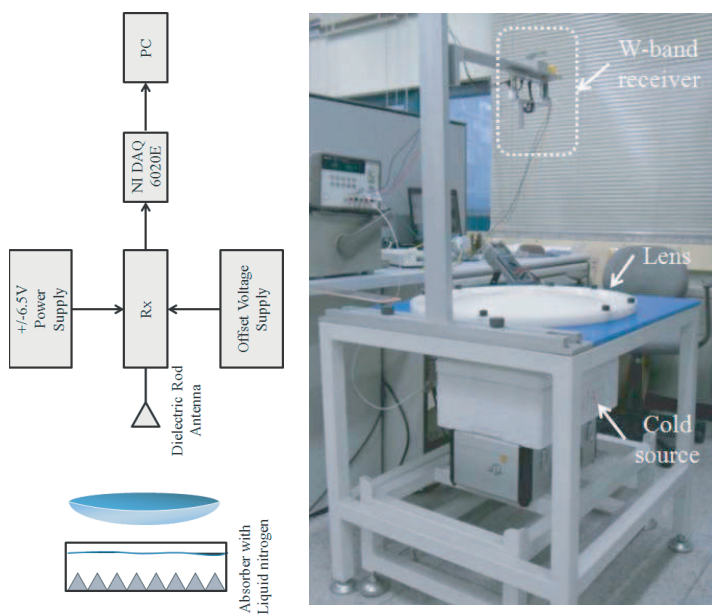 PC
NI DAQ
6020E
+/-6.5V
Power
Supply
Rx
Offset Voltage
Supply
Dielectric Rod
Antenna
Absorber with
Liquid nitrogen
W-band
receiver
Lens
Cold
source